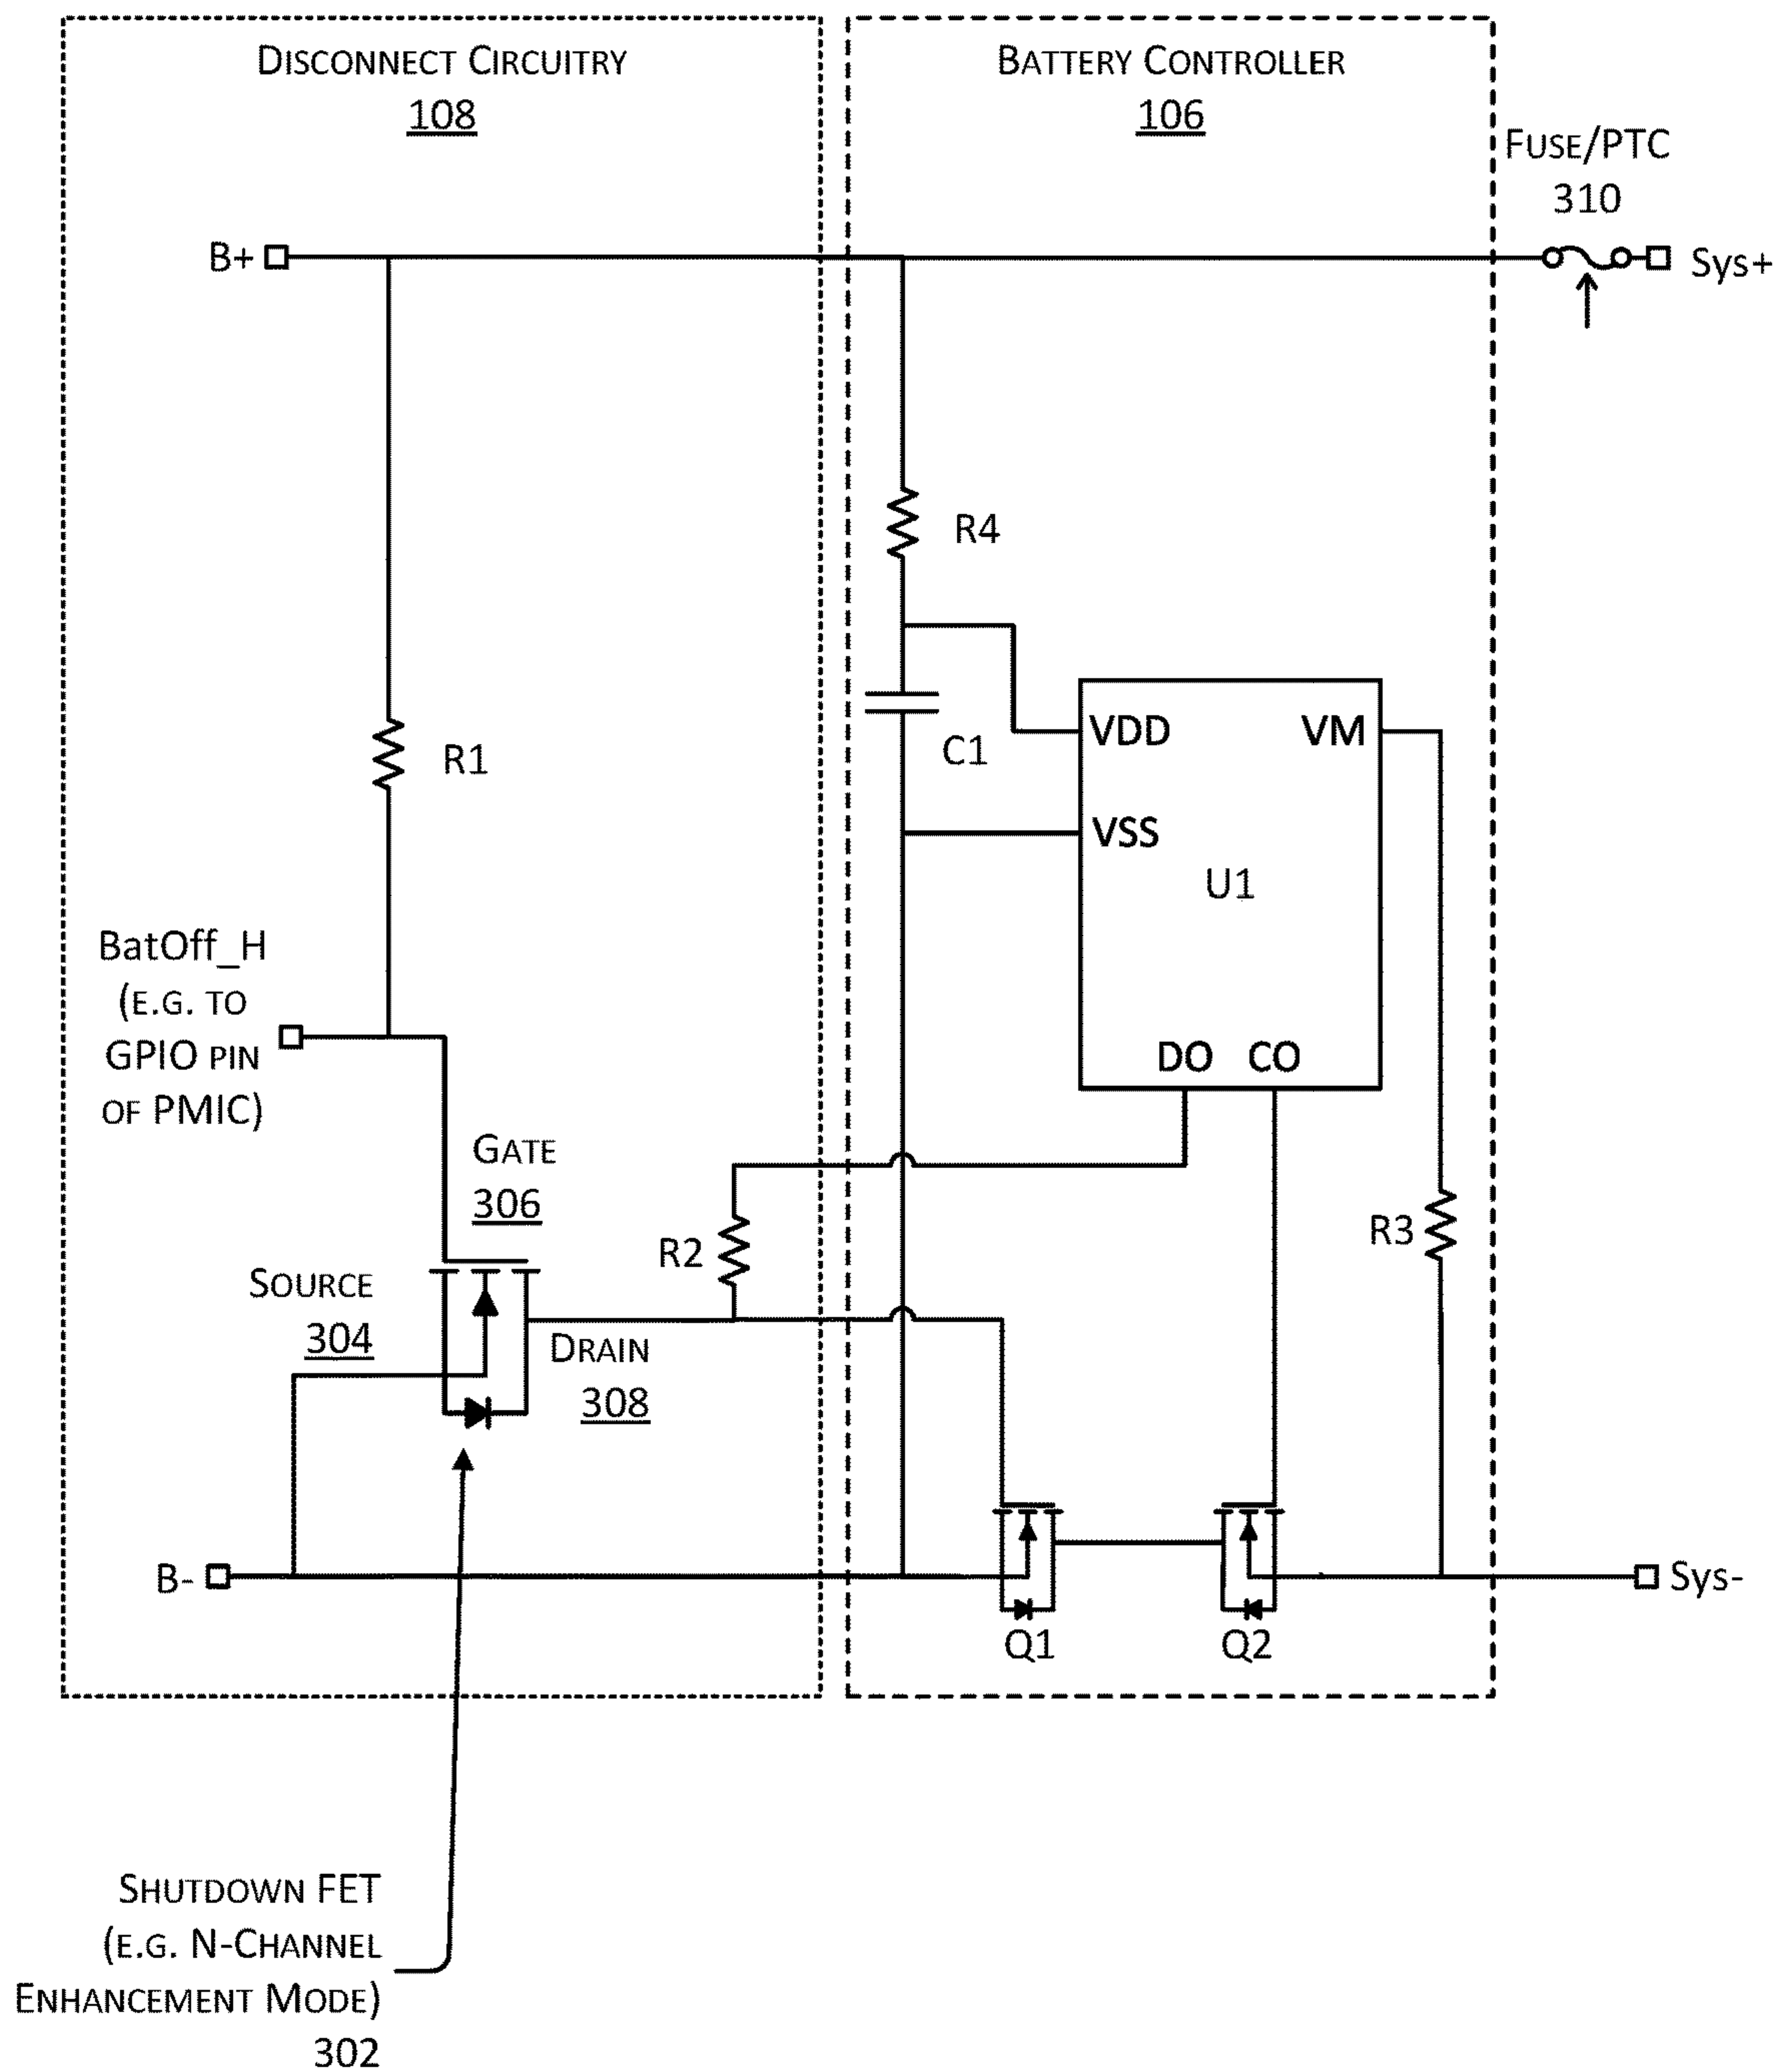 DISCONNECT CIRCUITRY
108
BATTERY CONTROLLER
106
FUSE/PTC
310
B+
Sys+
R4
R1
C1
VDD
VM
VSS
U1
BatOff_H
(E.G. TO
GPIO PIN
OF PMIC)
DO
CO
GATE
306
R2
R3
SOURCE
304
DRAIN
308
B-
Sys-
Q1
Q2
SHUTDOWN FET
(E.G. N-CHANNEL
ENHANCEMENT MODE)
302